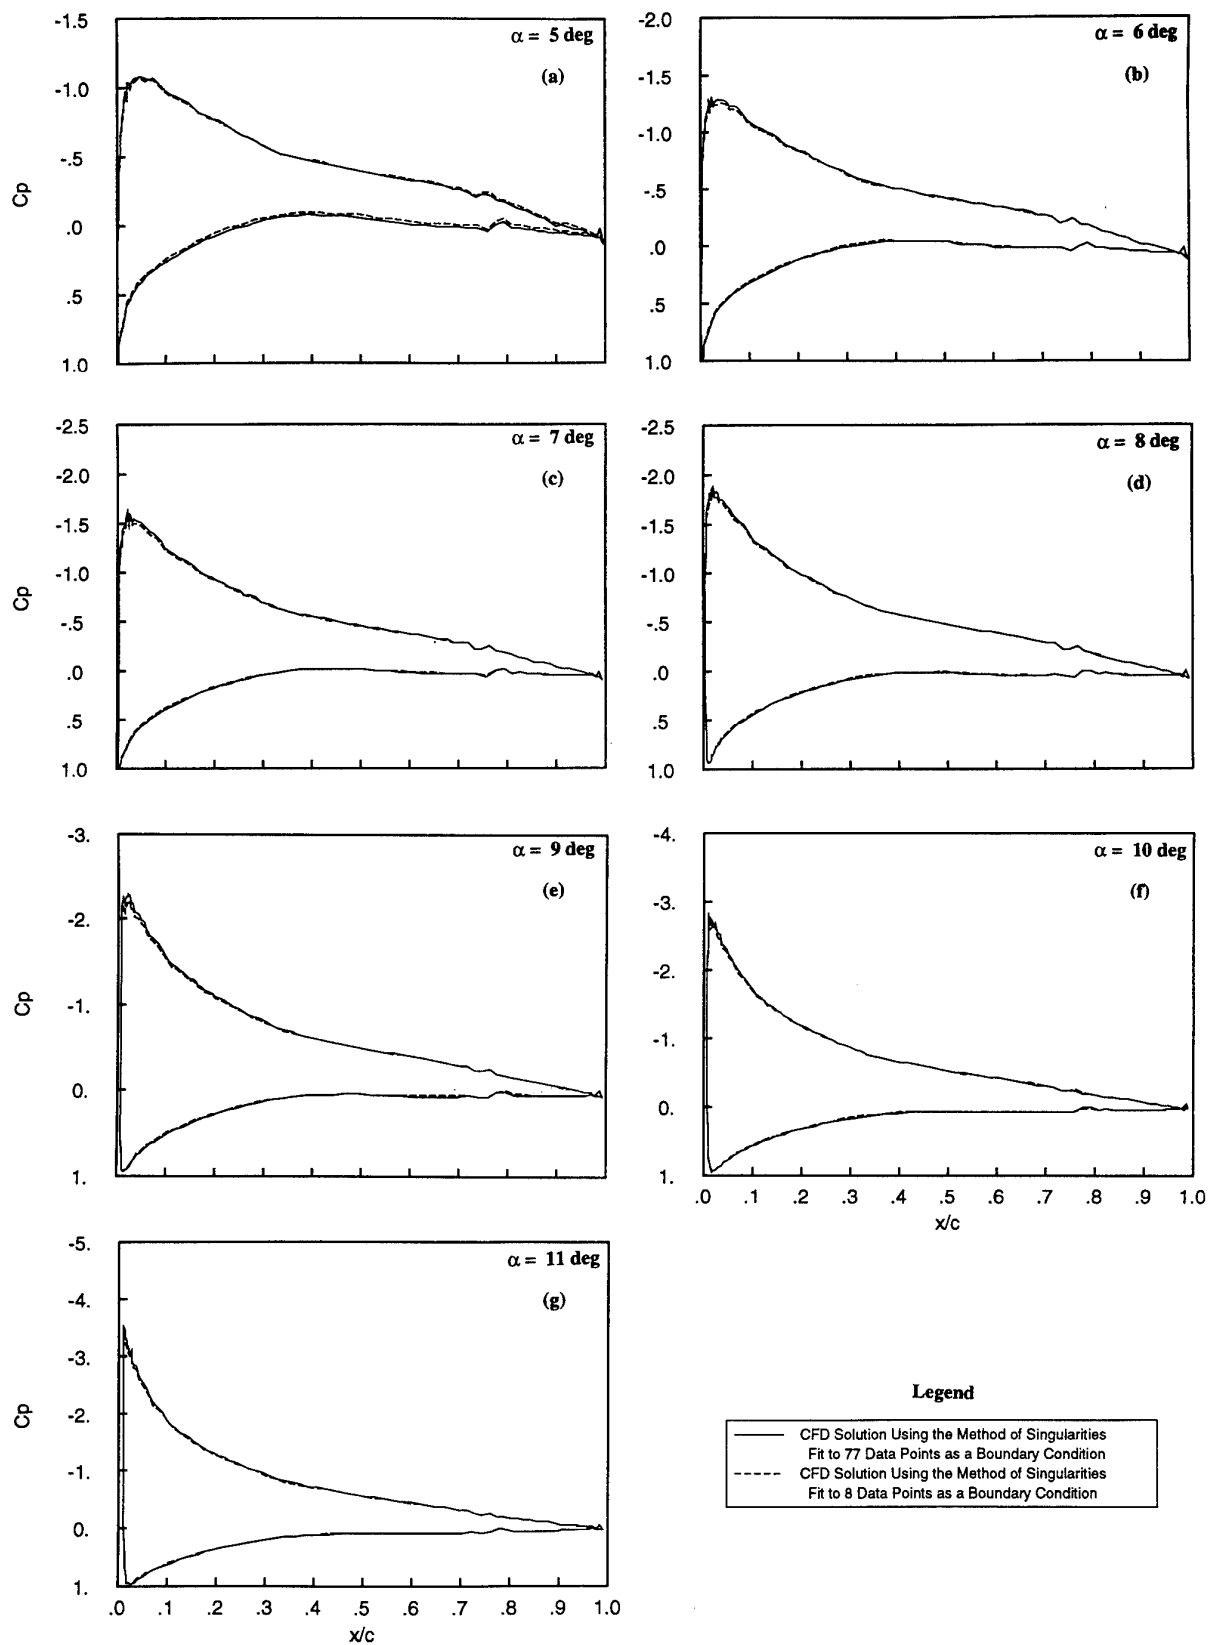 -1.5
α = 5 deg
(a)
-1.0
-.5
Cp
.0
.5
1.0
-2.0
α = 6 deg
(b)
-1.5
-1.0
-.5
.0
.5
1.0
-2.5
α = 7 deg
(c)
-2.0
-1.5
-1.0
Cp
-.5
.0
.5
1.0
-2.5
α = 8 deg
(d)
-2.0
-1.5
-1.0
-.5
.0
.5
1.0
-3.
α = 9 deg
(e)
-2.
Cp
-1.
0.
1.
-4.
α = 10 deg
(f)
-3.
-2.
-1.
0.
1.
.0 .1 .2 .3 .4 .5 .6 .7 .8 .9 1.0
x/c
-5.
α = 11 deg
(g)
-4.
-3.
Cp
-2.
-1.
0.
1.
.0 .1 .2 .3 .4 .5 .6 .7 .8 .9 1.0
x/c
Legend
CFD Solution Using the Method of Singularities
Fit to 77 Data Points as a Boundary Condition
CFD Solution Using the Method of Singularities
Fit to 8 Data Points as a Boundary Condition